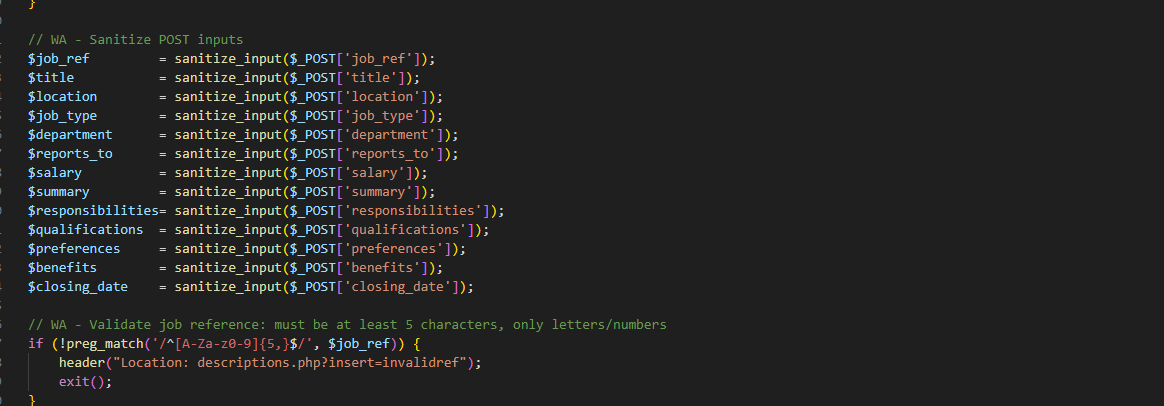 }
// WA - Sanitize POST inputs
$job_ref         = sanitize_input($_POST['job_ref']);
$title           = sanitize_input($_POST['title']);
$location        = sanitize_input($_POST['location']);
$job_type        = sanitize_input($_POST['job_type']);
$department      = sanitize_input($_POST['department']);
$reports_to      = sanitize_input($_POST['reports_to']);
$salary          = sanitize_input($_POST['salary']);
$summary         = sanitize_input($_POST['summary']);
$responsibilities= sanitize_input($_POST['responsibilities']);
$qualifications  = sanitize_input($_POST['qualifications']);
$preferences     = sanitize_input($_POST['preferences']);
$benefits        = sanitize_input($_POST['benefits']);
$closing_date    = sanitize_input($_POST['closing_date']);
// WA - Validate job reference: must be at least 5 characters, only letters/numbers
if (!preg_match('/^[A-Za-z0-9]{5,}$/', $job_ref)) {
    header("Location: descriptions.php?insert=invalidref");
    exit();
}